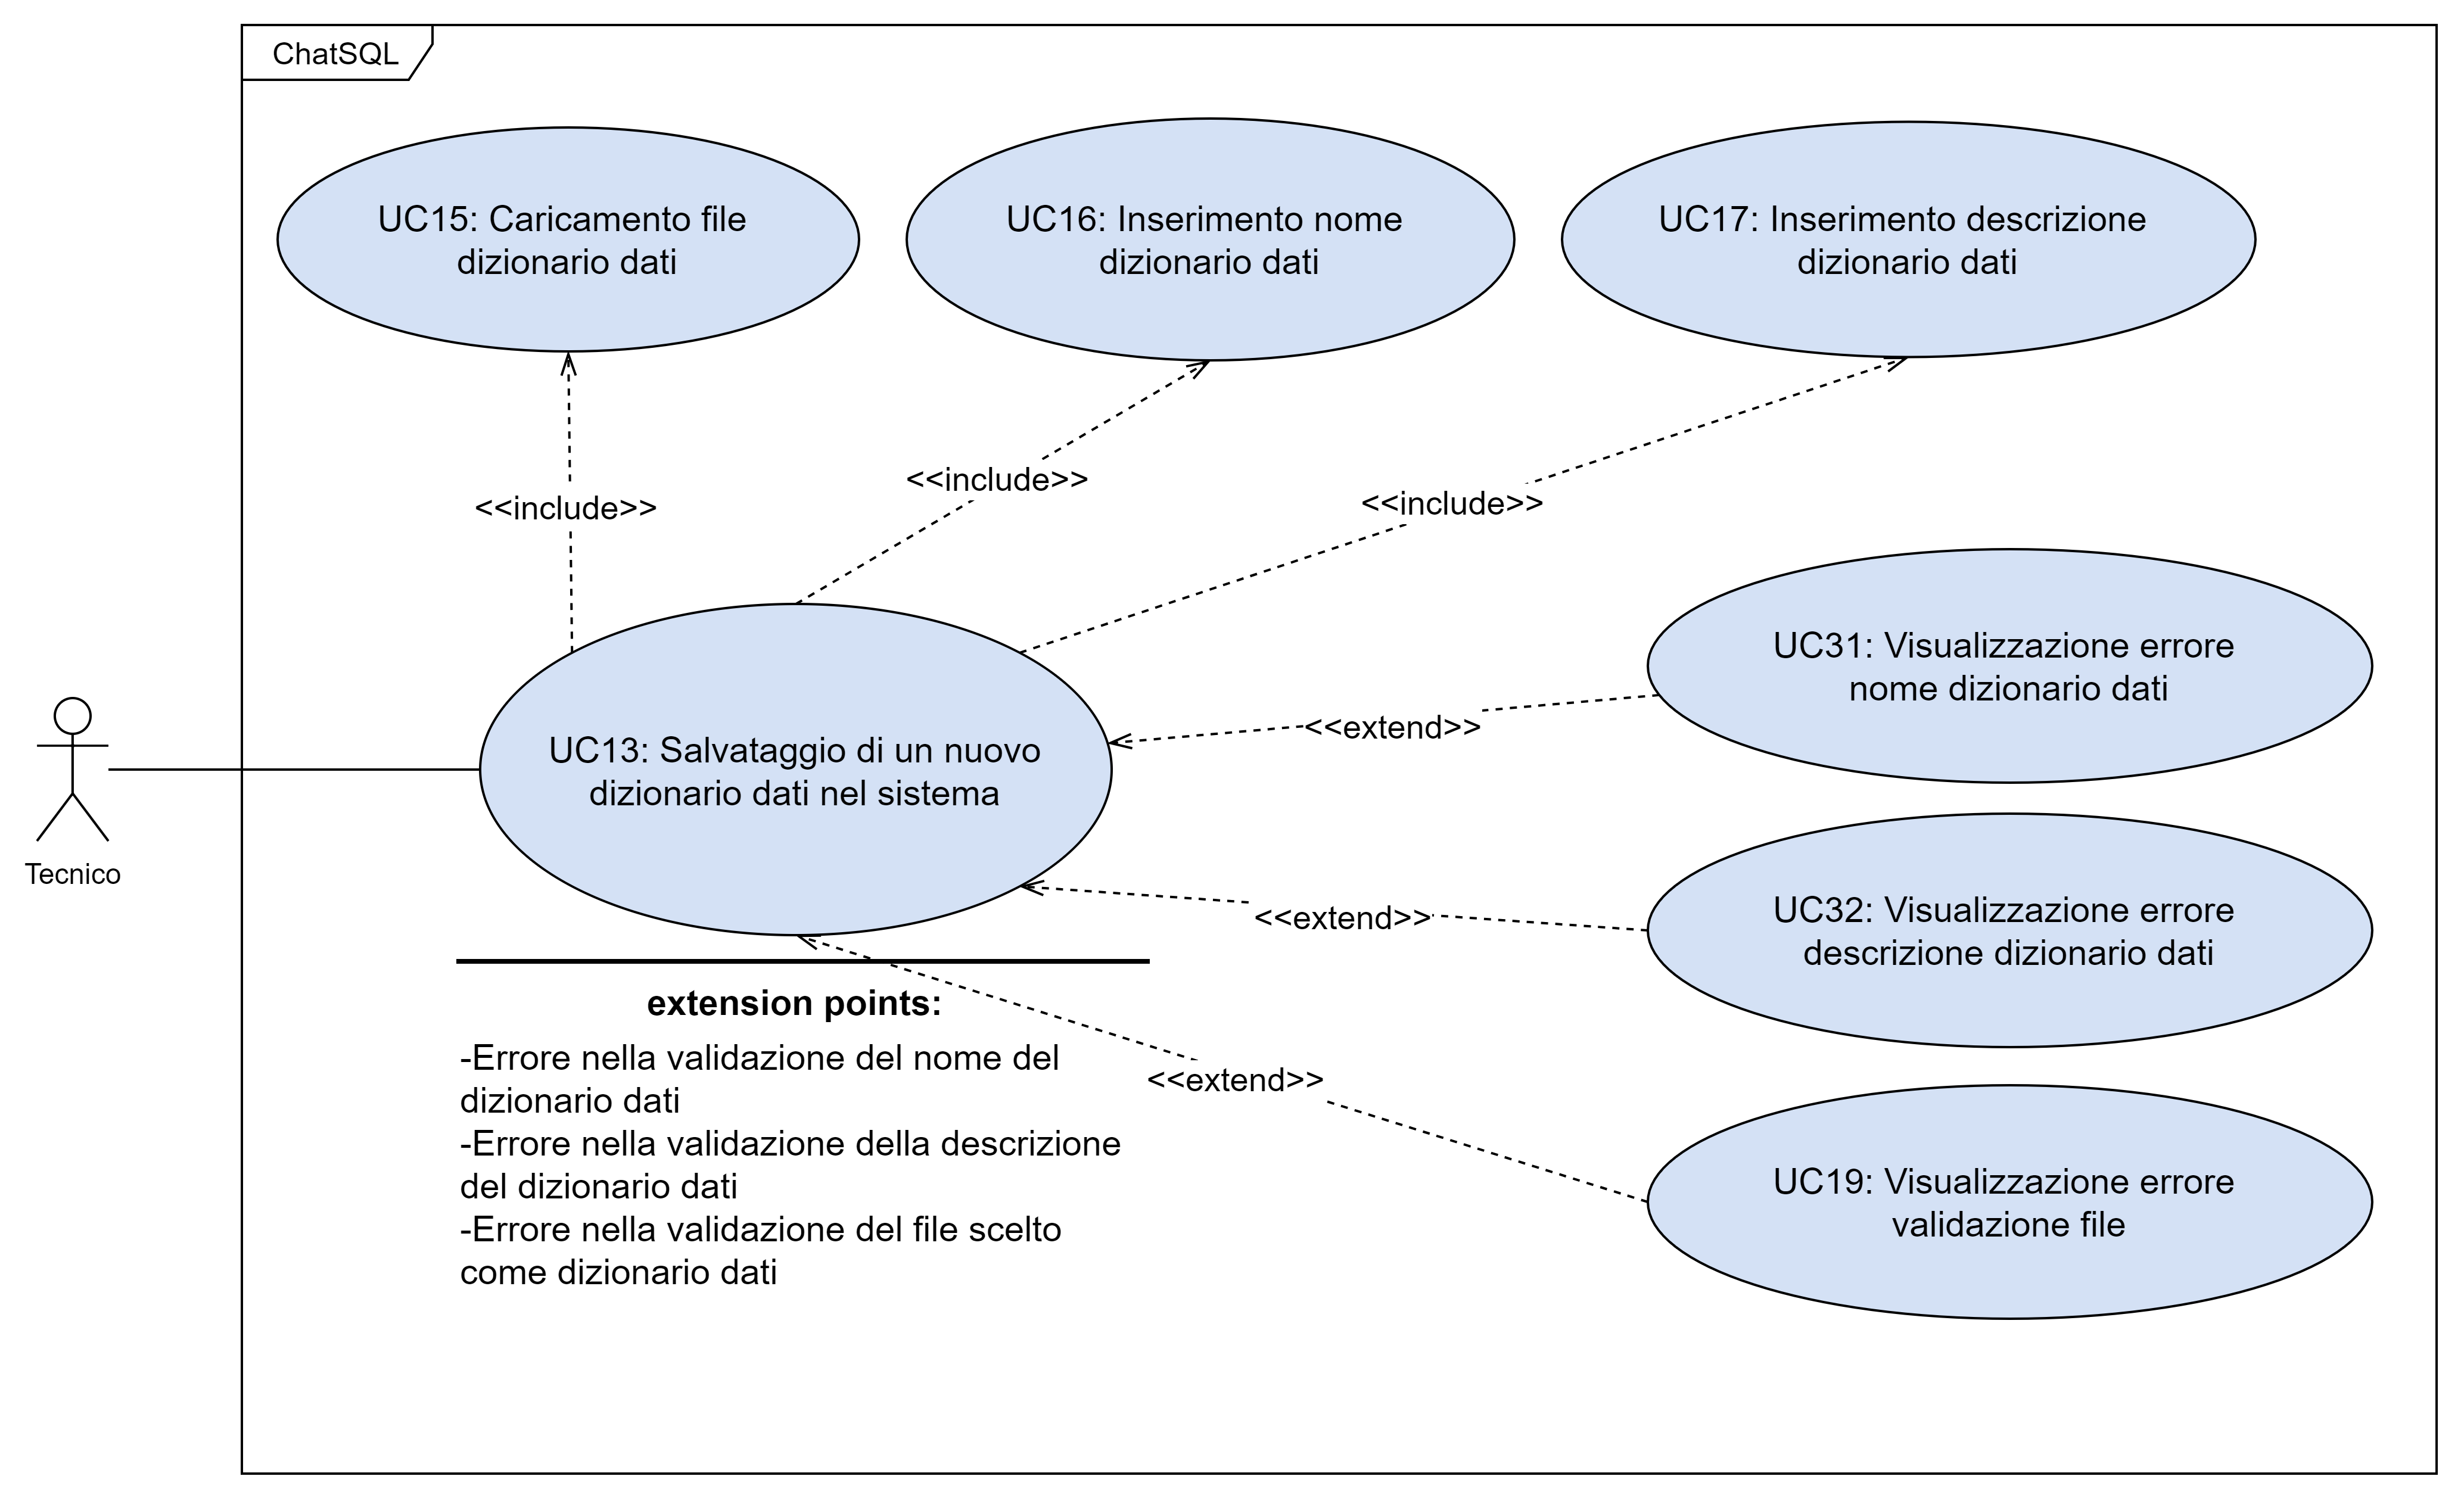 ChatSQL
UC15: Caricamento file
dizionario dati
UC16: Inserimento nome
dizionario dati
UC17: Inserimento descrizione
dizionario dati
<<include>>
<<include>>
<<include>>
UC31: Visualizzazione errore
nome dizionario dati
<<extend>>
UC13: Salvataggio di un nuovo
dizionario dati nel sistema
Tecnico
UC32: Visualizzazione errore
descrizione dizionario dati
<<extend>>
extension points:
-Errore nella validazione del nome del
dizionario dati
-Errore nella validazione della descrizione
del dizionario dati
-Errore nella validazione del file scelto
come dizionario dati
<<extend>>
UC19: Visualizzazione errore
validazione file